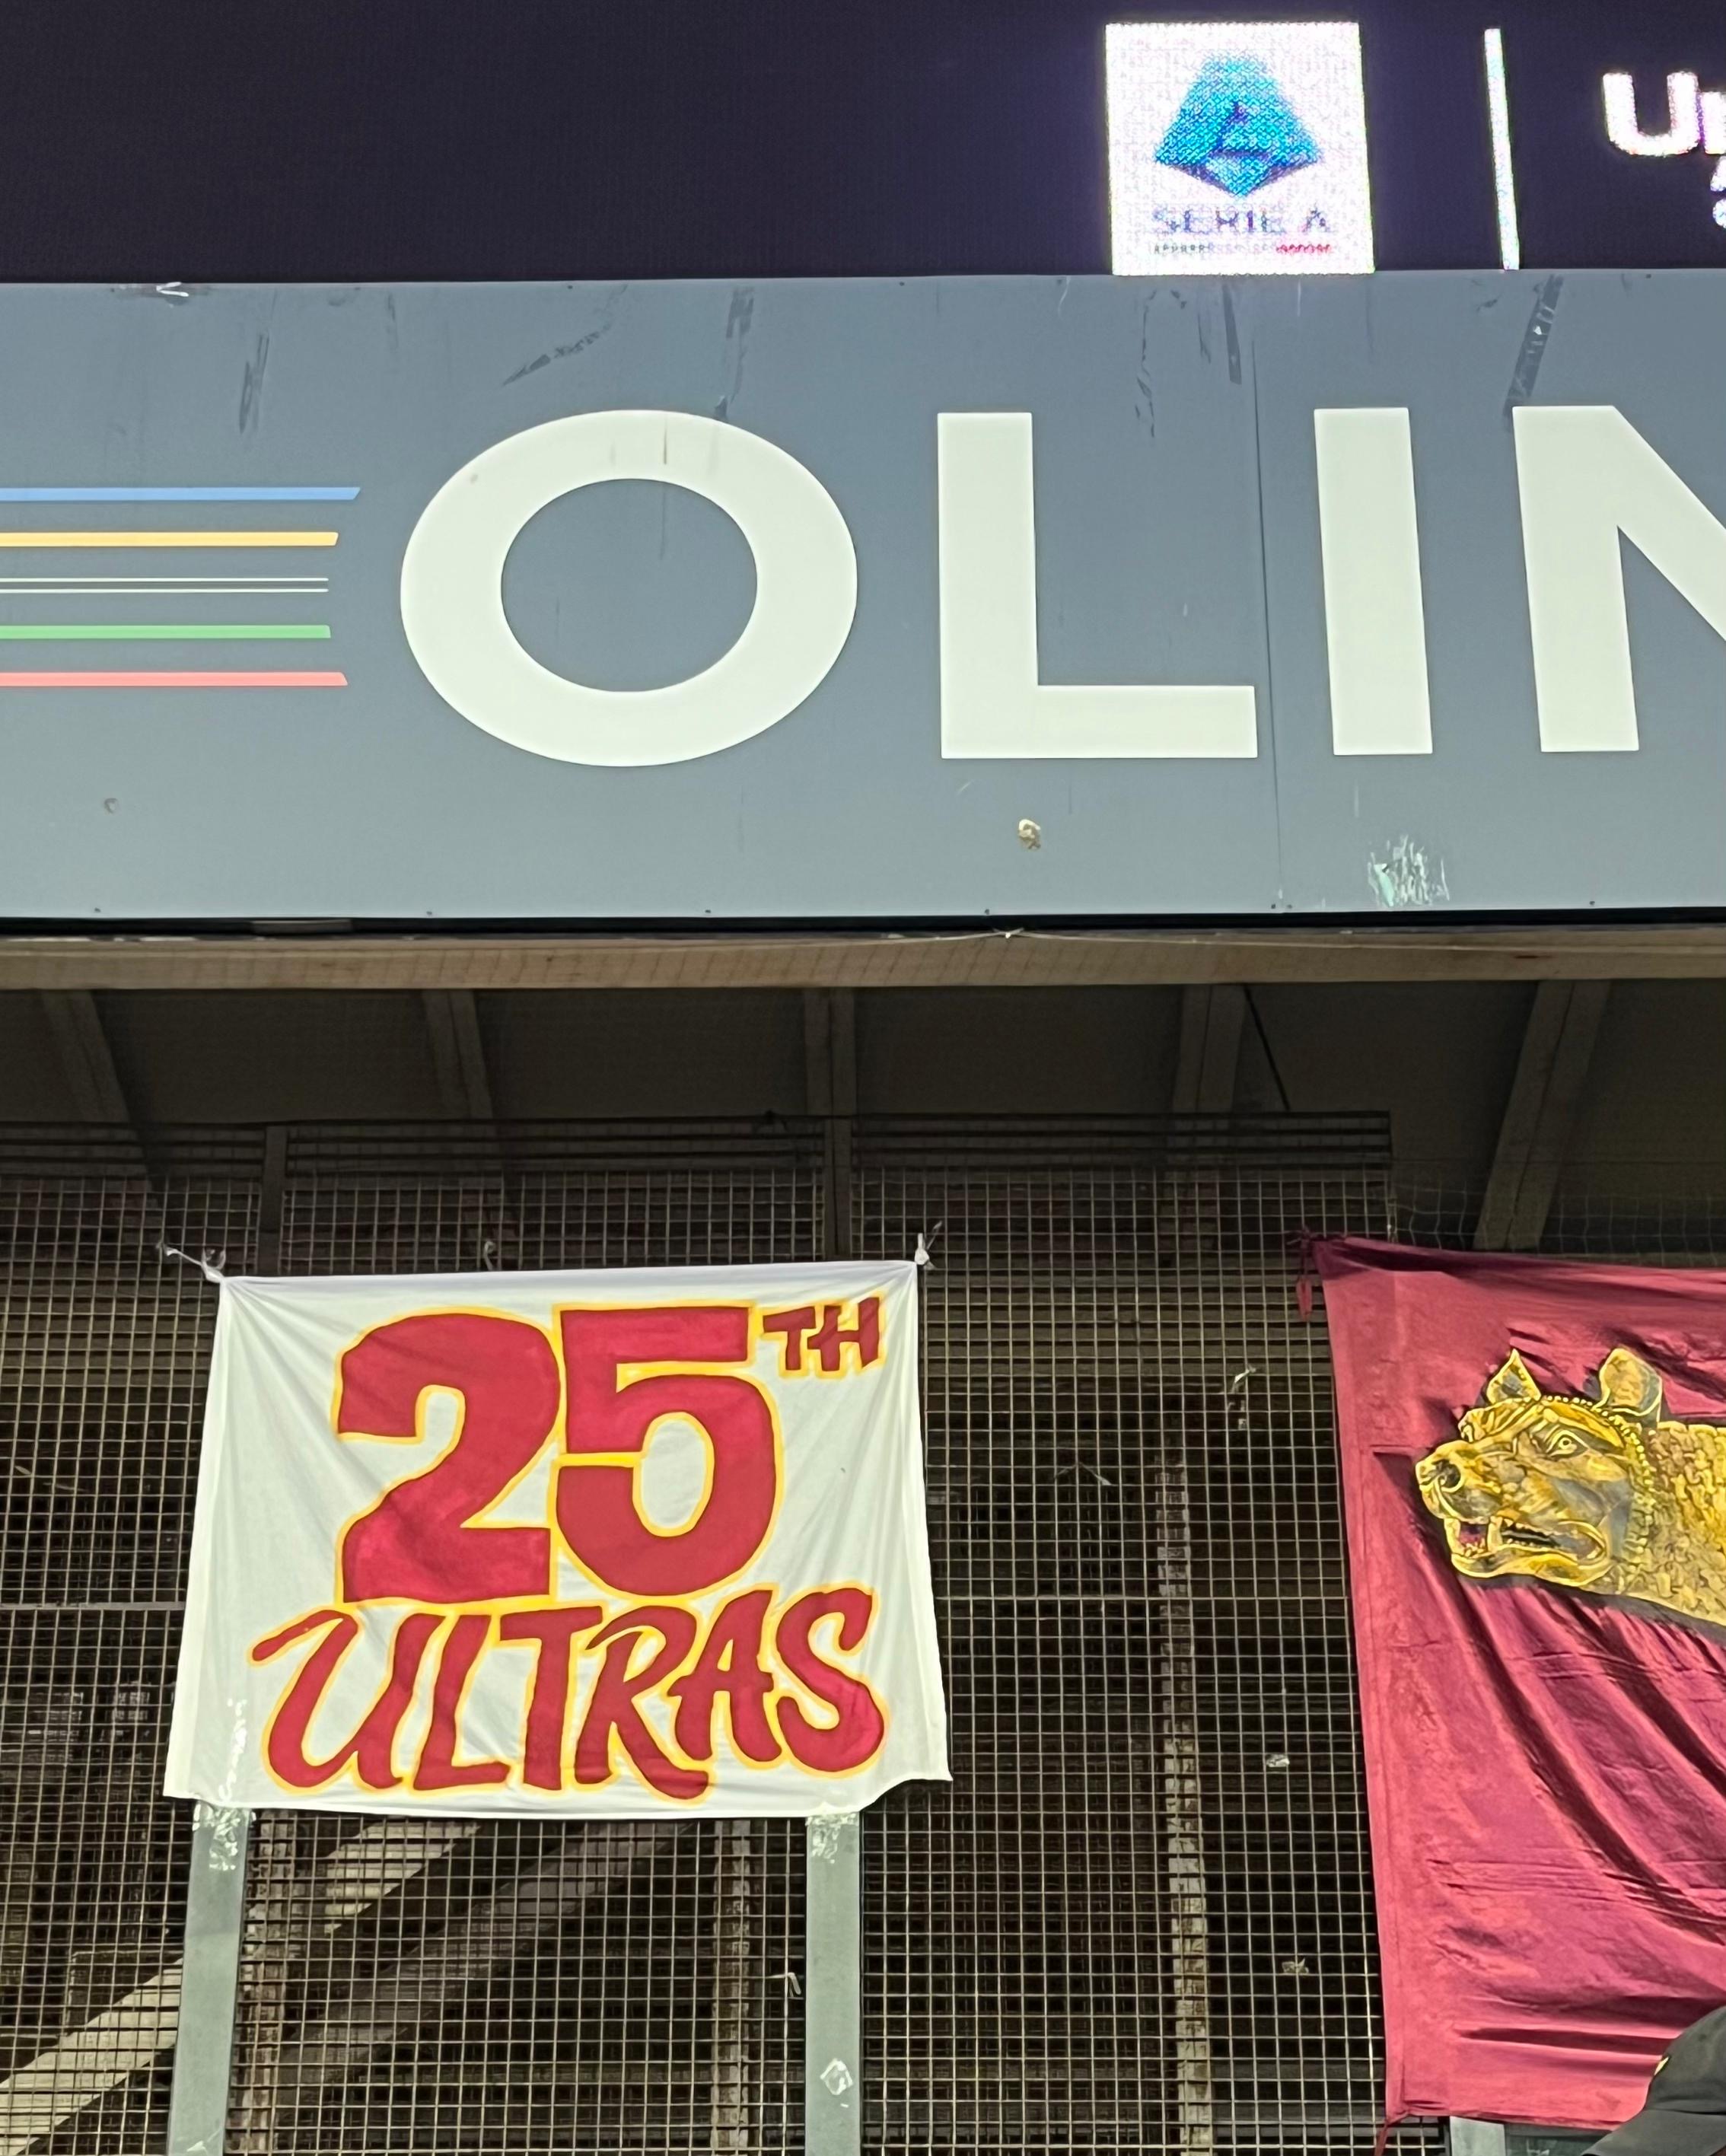 SERIE A
OLIN
25TH
ULTRAS